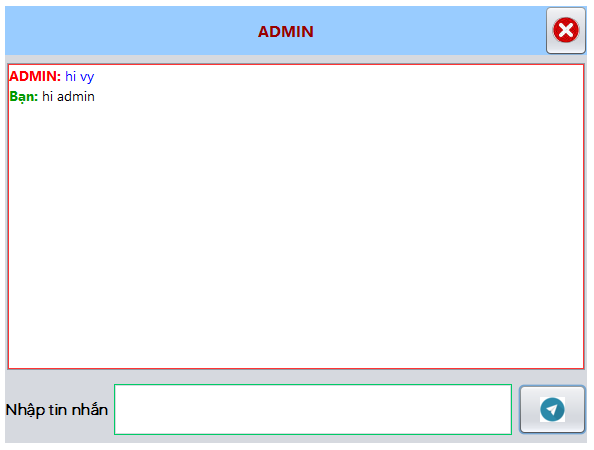 ADMIN
ADMIN: hi vy
Bạn: hi admin
Nhập tin nhắn